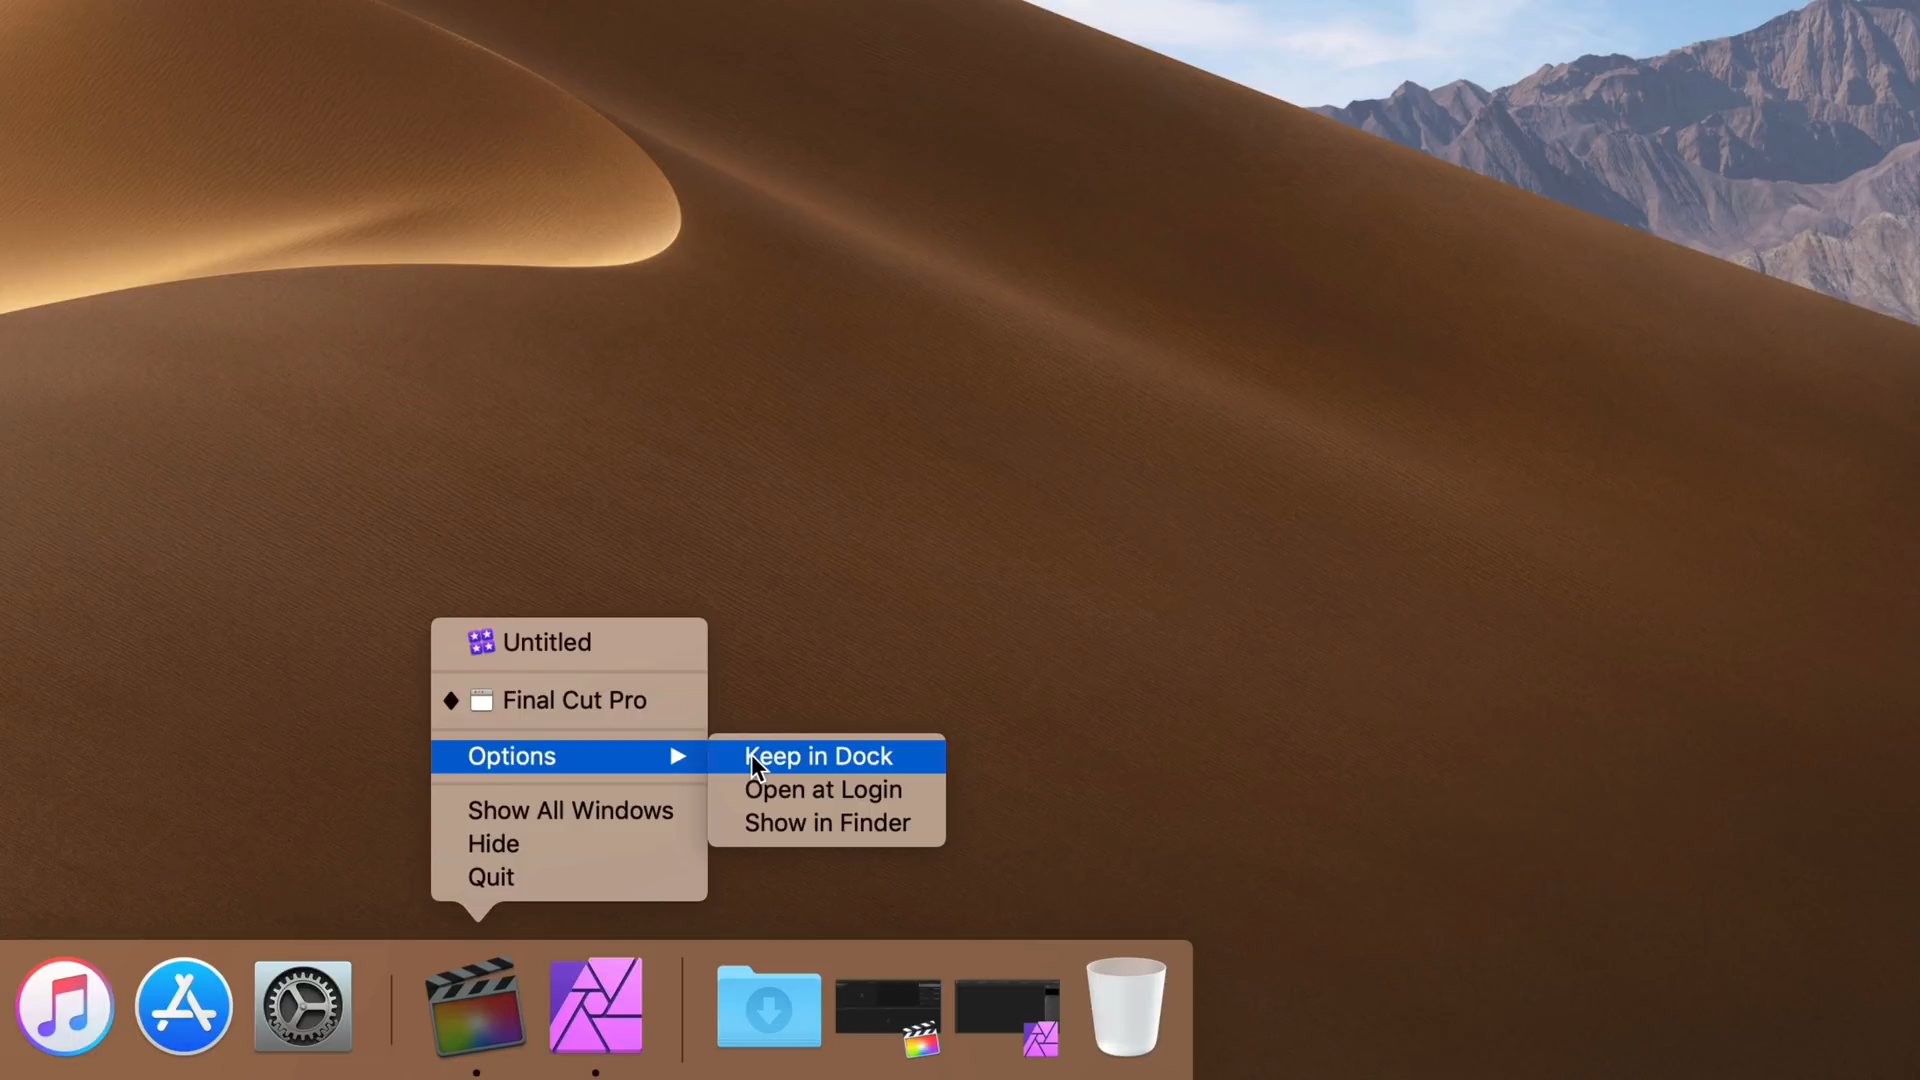 Untitled
Final Cut Pro
Options
Keep in Dock
Open at Login
Show in Finder
Show All Windows
Hide
Quit